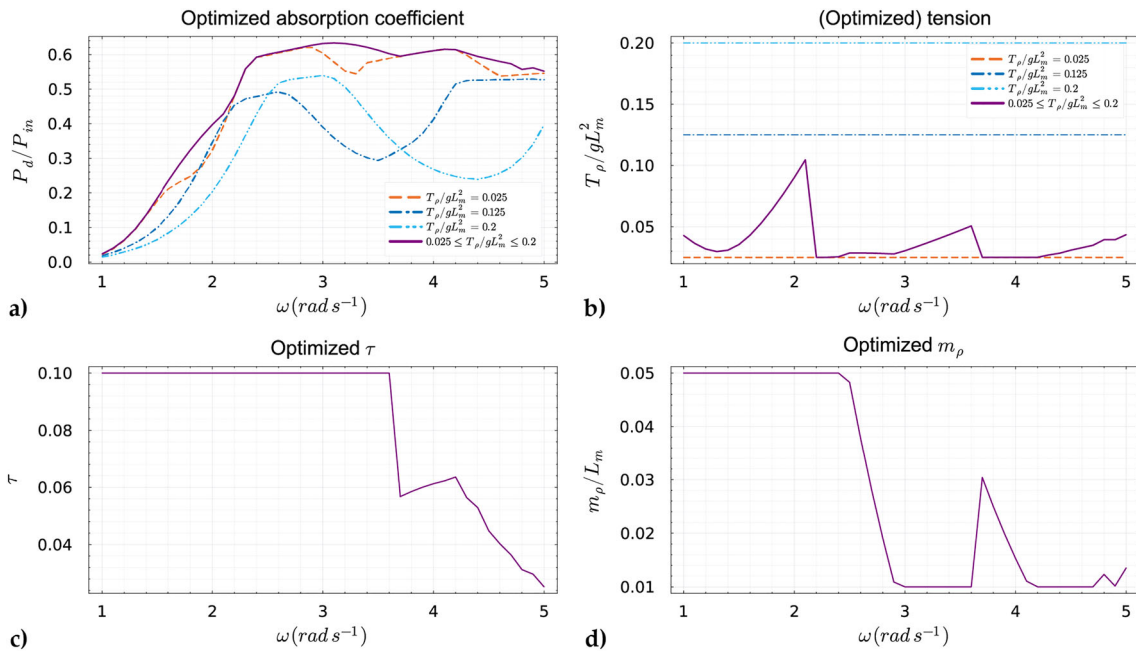 Optimized absorption coefficient
P_d/P_in
0.6
0.5
0.4
0.3
0.2
0.1
0.0
T_ρ/gL_m^2 = 0.025
T_ρ/gL_m^2 = 0.125
T_ρ/gL_m^2 = 0.2
0.025 ≤ T_ρ/gL_m^2 ≤ 0.2
1 2 3 4 5
ω(rad s^-1)
a)
(Optimized) tension
T_ρ/gL_m^2
0.20
0.15
0.10
0.05
T_ρ/gL_m^2 = 0.025
T_ρ/gL_m^2 = 0.125
T_ρ/gL_m^2 = 0.2
0.025 ≤ T_ρ/gL_m^2 ≤ 0.2
1 2 3 4 5
ω(rad s^-1)
b)
Optimized τ
τ
0.10
0.08
0.06
0.04
1 2 3 4 5
ω(rad s^-1)
c)
Optimized m_ρ
m_ρ/L_m
0.05
0.04
0.03
0.02
0.01
1 2 3 4 5
ω(rad s^-1)
d)